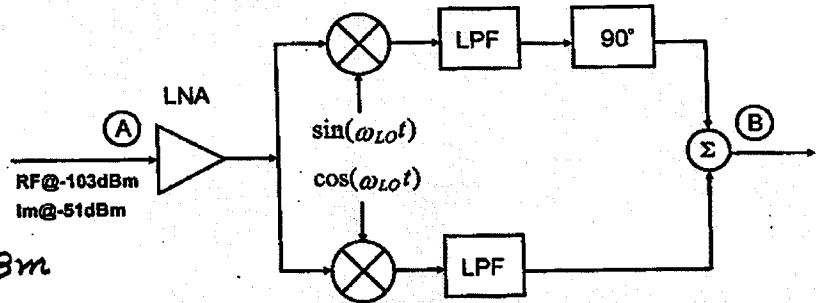 LPF
90°
LNA
A
sin(ω_LO t)
B
Σ
RF@-103dBm
cos(ω_LO t)
Im@-51dBm
LPF